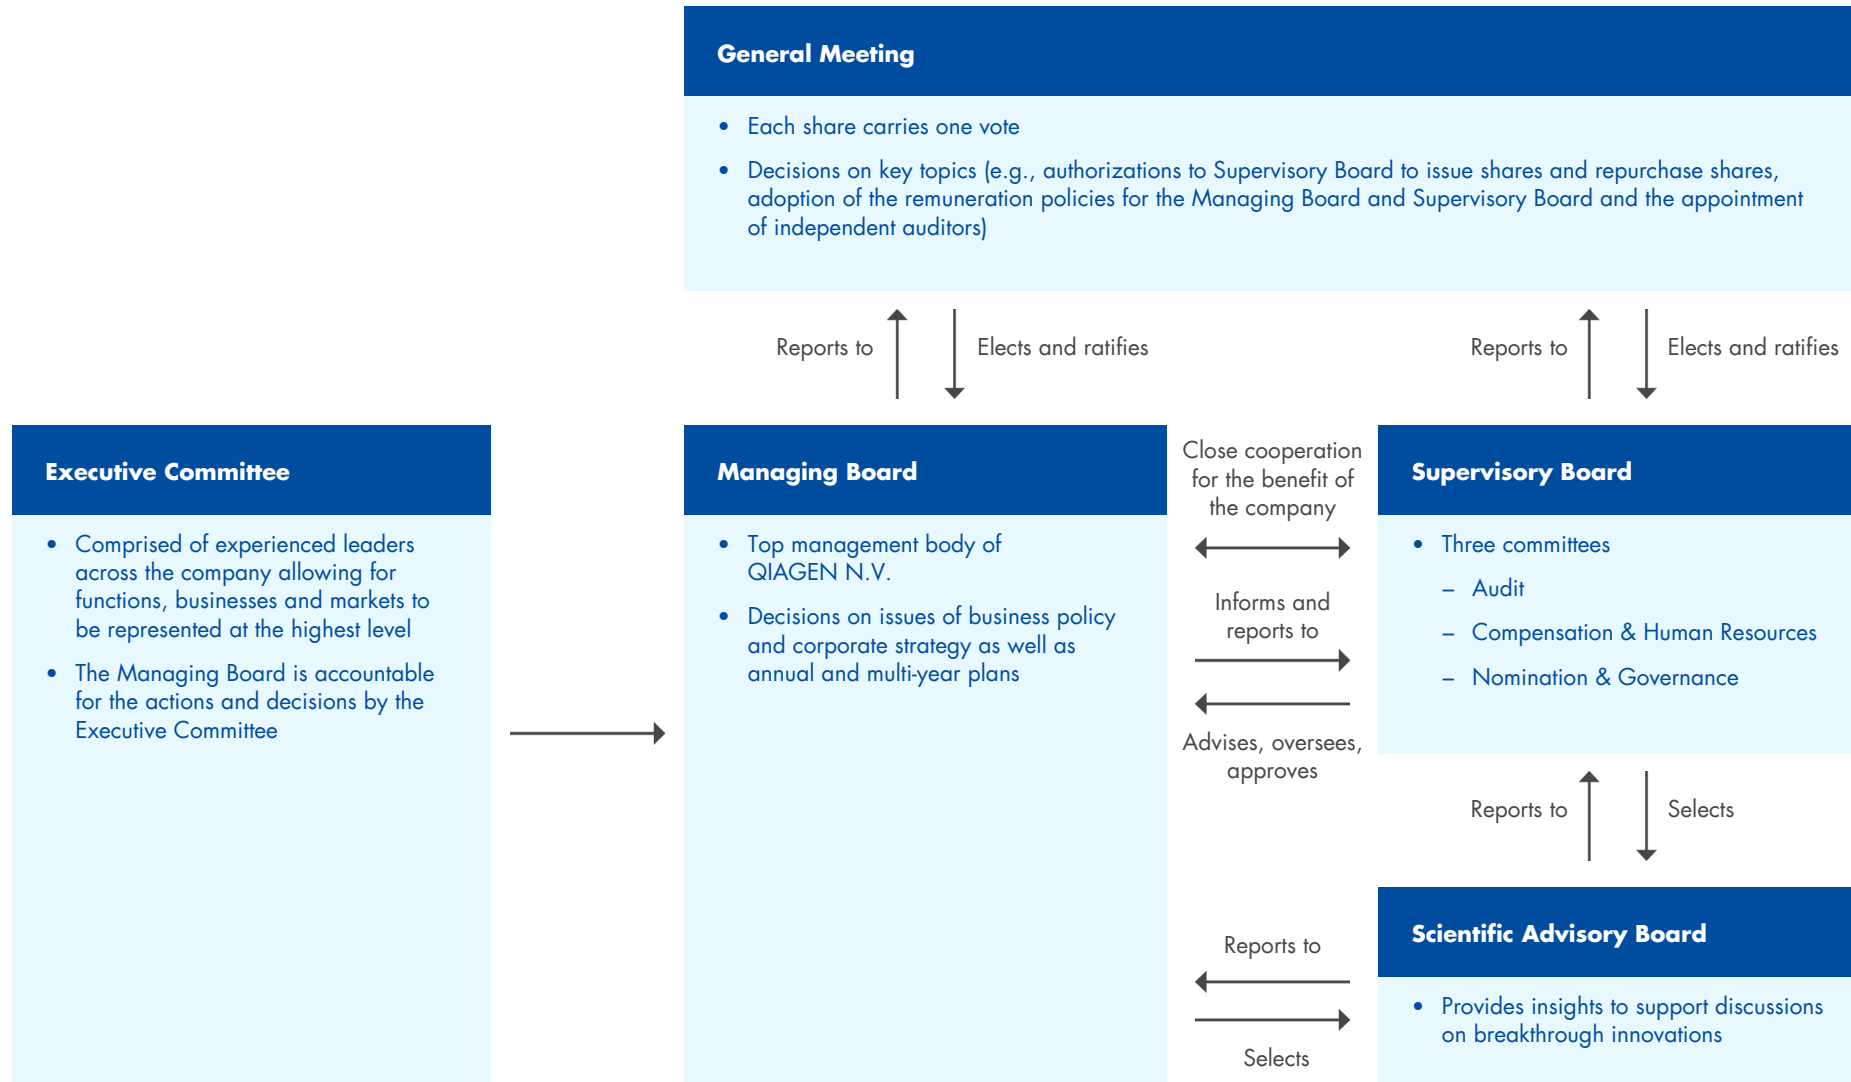 General Meeting
• Each share carries one vote
• Decisions on key topics (e.g., authorizations to Supervisory Board to issue shares and repurchase shares,
adoption of the remuneration policies for the Managing Board and Supervisory Board and the appointment
of independent auditors)
Reports to
Elects and ratifies
Reports to
Elects and ratifies
Executive Committee
• Comprised of experienced leaders
across the company allowing for
functions, businesses and markets to
be represented at the highest level
• The Managing Board is accountable
for the actions and decisions by the
Executive Committee
Managing Board
• Top management body of
QIAGEN N.V.
• Decisions on issues of business policy
and corporate strategy as well as
annual and multi-year plans
Close cooperation
for the benefit of
the company
Informs and
reports to
Advises, oversees,
approves
Supervisory Board
• Three committees
– Audit
– Compensation & Human Resources
– Nomination & Governance
Reports to
Selects
Reports to
Selects
Scientific Advisory Board
• Provides insights to support discussions
on breakthrough innovations